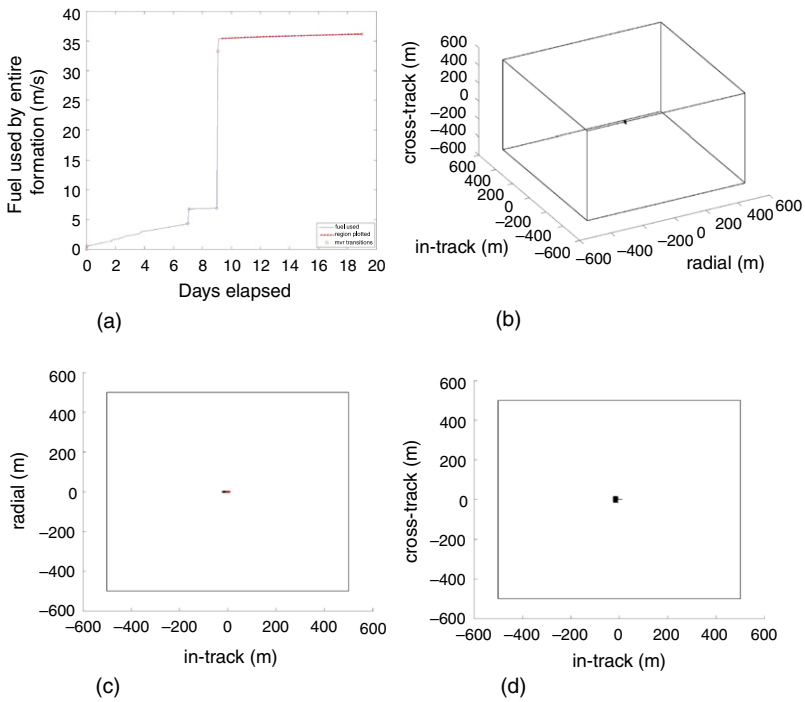 40
35
30
25
20
15
10
5
0
0 2 4 6 8 10 12 14 16 18 20
Fuel used by entire
formation (m/s)
Days elapsed
fuel used
region plotted
mvr transitions
(a)
600
400
200
0
−200
−400
−600
cross-track (m)
600
400
200
0
−200
−400
−600
in-track (m)
−600
−400
−200
0
200
400
600
radial (m)
(b)
600
400
200
0
−200
−400
−600
−600 −400 −200 0 200 400 600
radial (m)
in-track (m)
(c)
600
400
200
0
−200
−400
−600
−600 −400 −200 0 200 400 600
cross-track (m)
in-track (m)
(d)